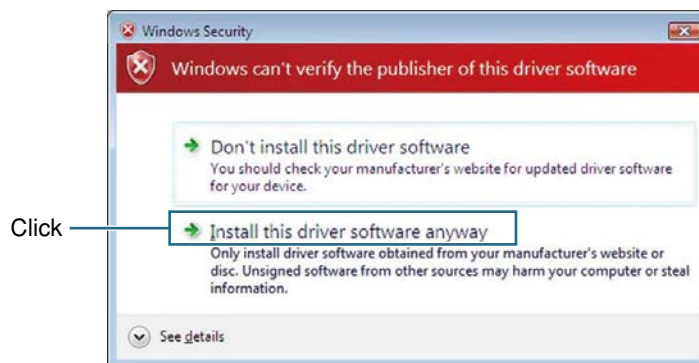 Windows Security
Windows can't verify the publisher of this driver software
Don't install this driver software
You should check your manufacturer's website for updated driver software
for your device.
Click
Install this driver software anyway
Only install driver software obtained from your manufacturer's website or
disc. Unsigned software from other sources may harm your computer or steal
information.
See details